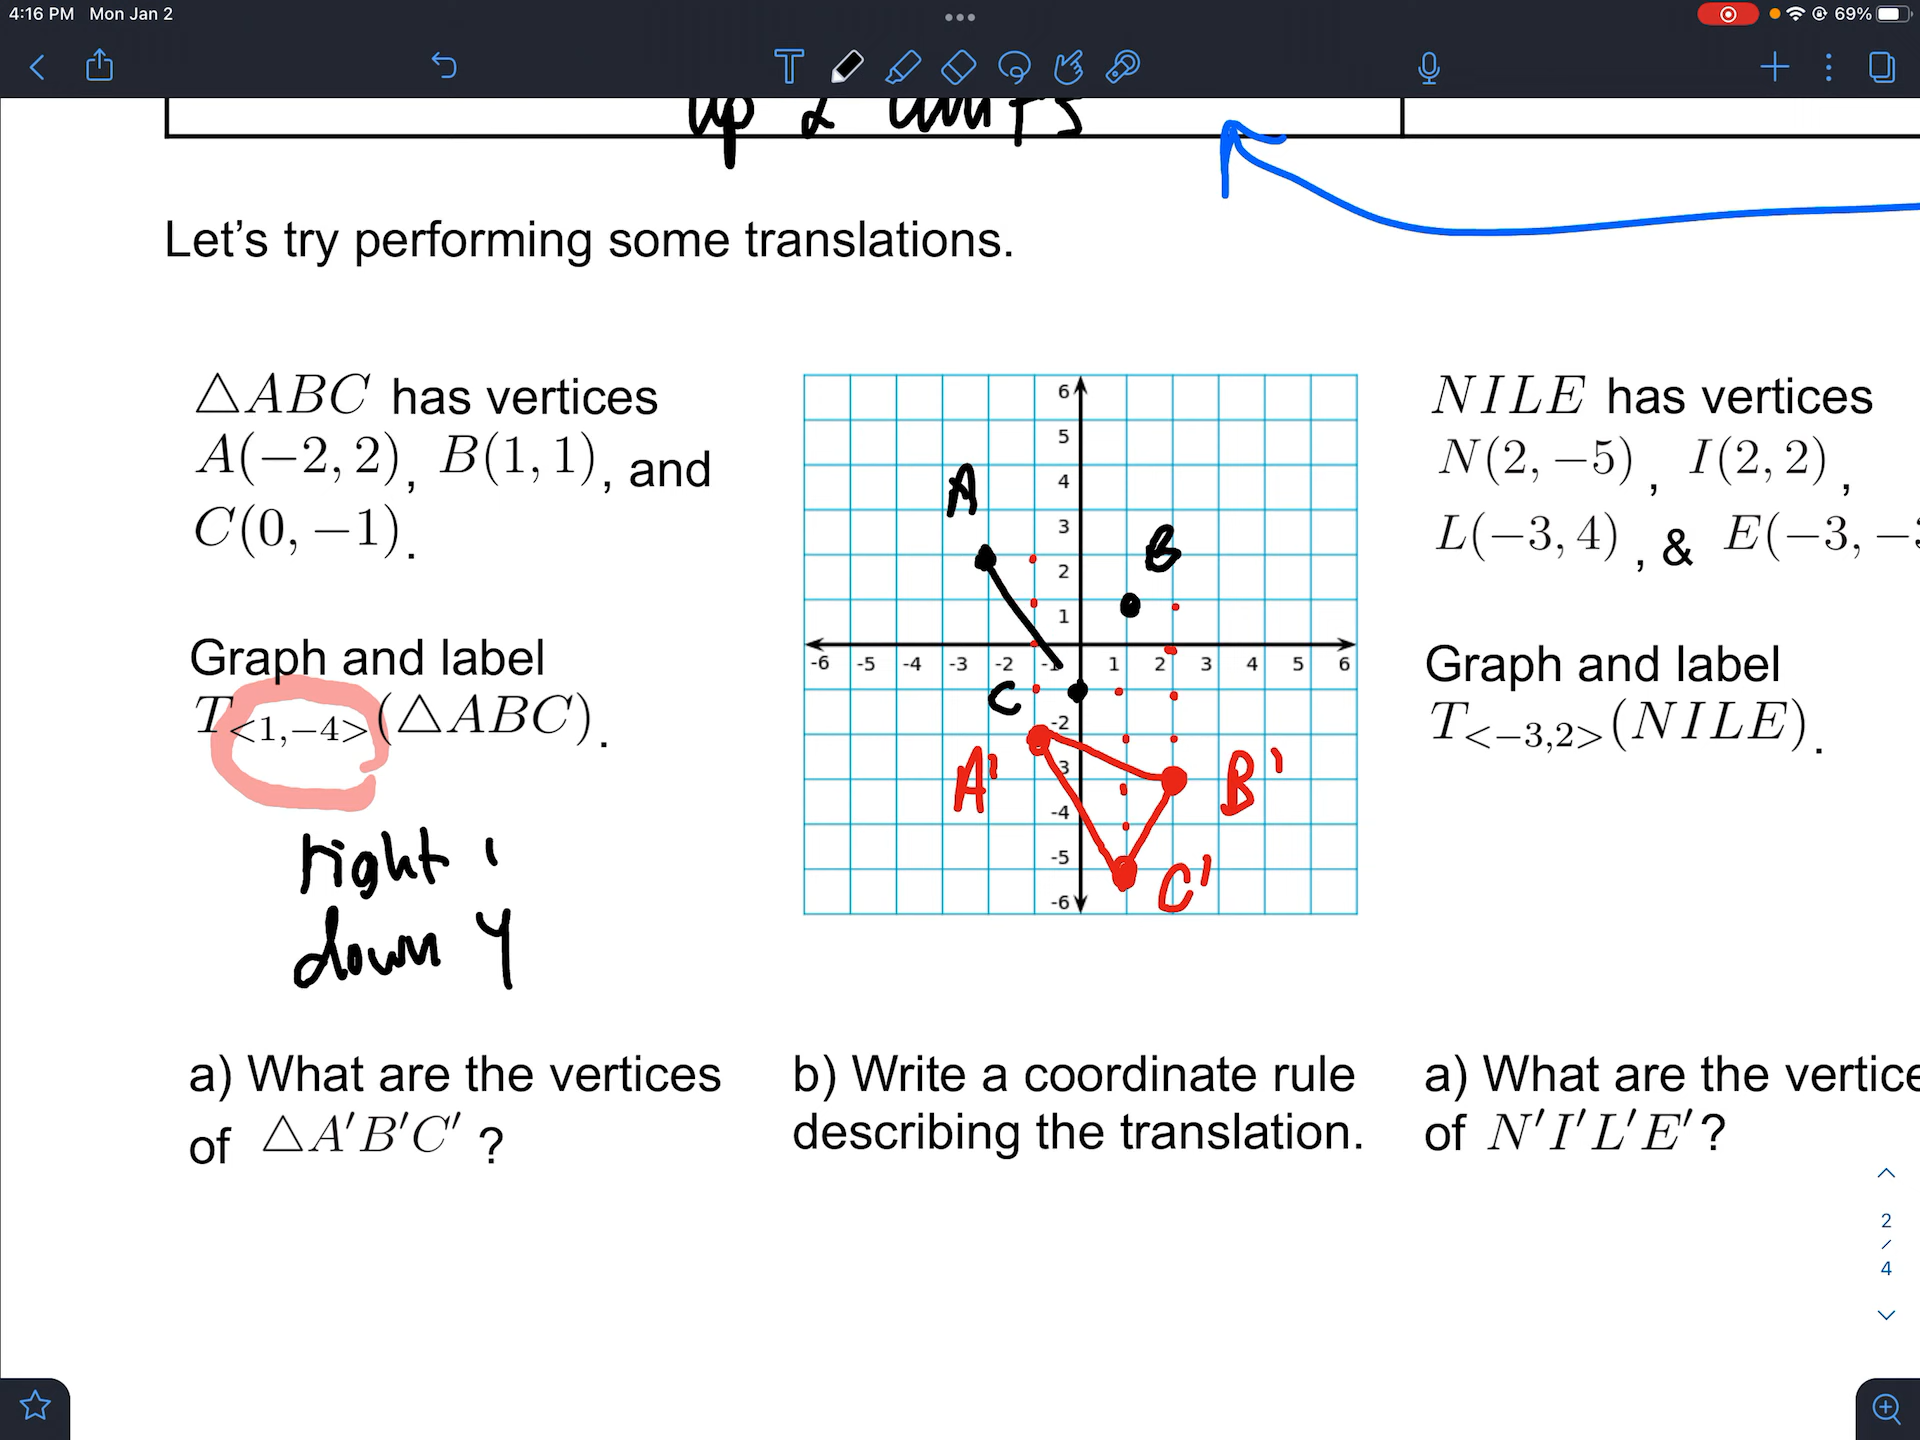 4:16 PM Mon Jan 2
69%
up 2 units
Let's try performing some translations.
△ABC has vertices
A(−2, 2), B(1, 1), and
C(0, −1).
Graph and label
T<1,−4>(△ABC).
right 1
down 4
6
5
4
3
2
1
-6 -5 -4 -3 -2 -1 1 2 3 4 5 6
-2
3
-4
-5
-6
A
B
C
A'
B'
C'
NILE has vertices
N(2, −5), I(2, 2),
L(−3, 4), & E(−3, −
Graph and label
T<−3,2>(NILE).
a) What are the vertices
of △A′B′C′ ?
b) Write a coordinate rule
describing the translation.
a) What are the vertice
of N′I′L′E′?
2
/
4